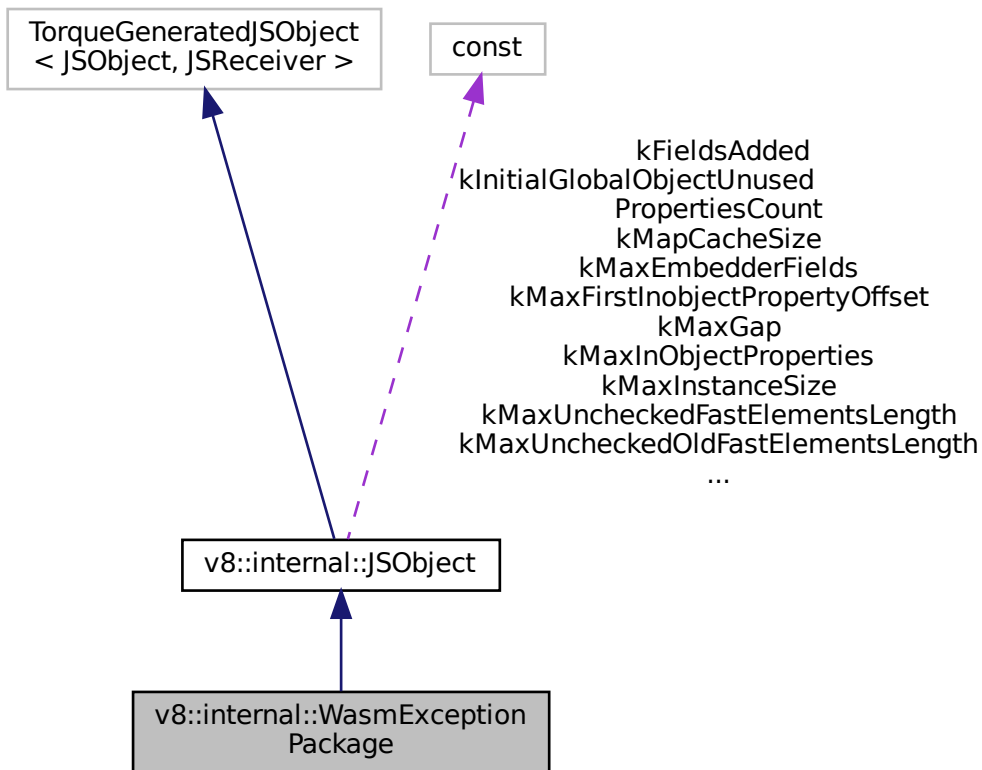 TorqueGeneratedJSObject
< JSObject, JSReceiver >
const
kFieldsAdded
kInitialGlobalObjectUnused
PropertiesCount
kMapCacheSize
kMaxEmbedderFields
kMaxFirstInobjectPropertyOffset
kMaxGap
kMaxInObjectProperties
kMaxInstanceSize
kMaxUncheckedFastElementsLength
kMaxUncheckedOldFastElementsLength
...
v8::internal::JSObject
v8::internal::WasmException
Package